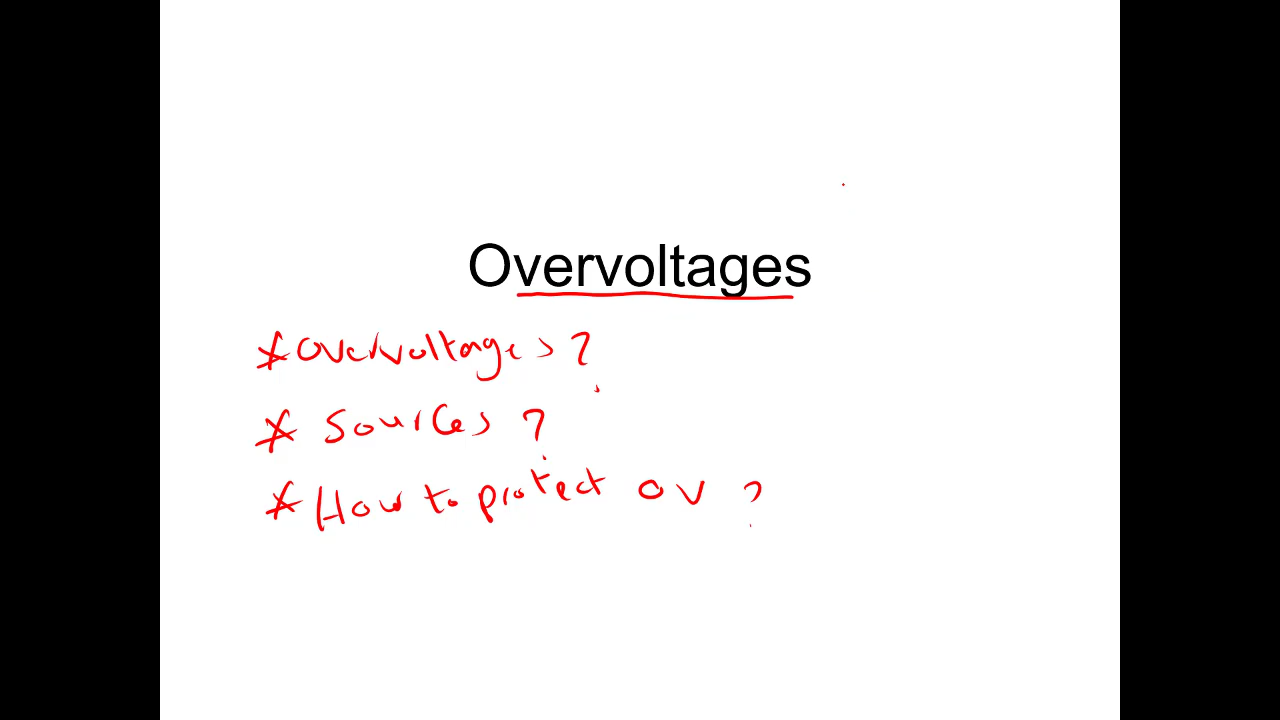 Overvoltages
* Overvoltages ?
* Sources ?
* How to protect OV ?